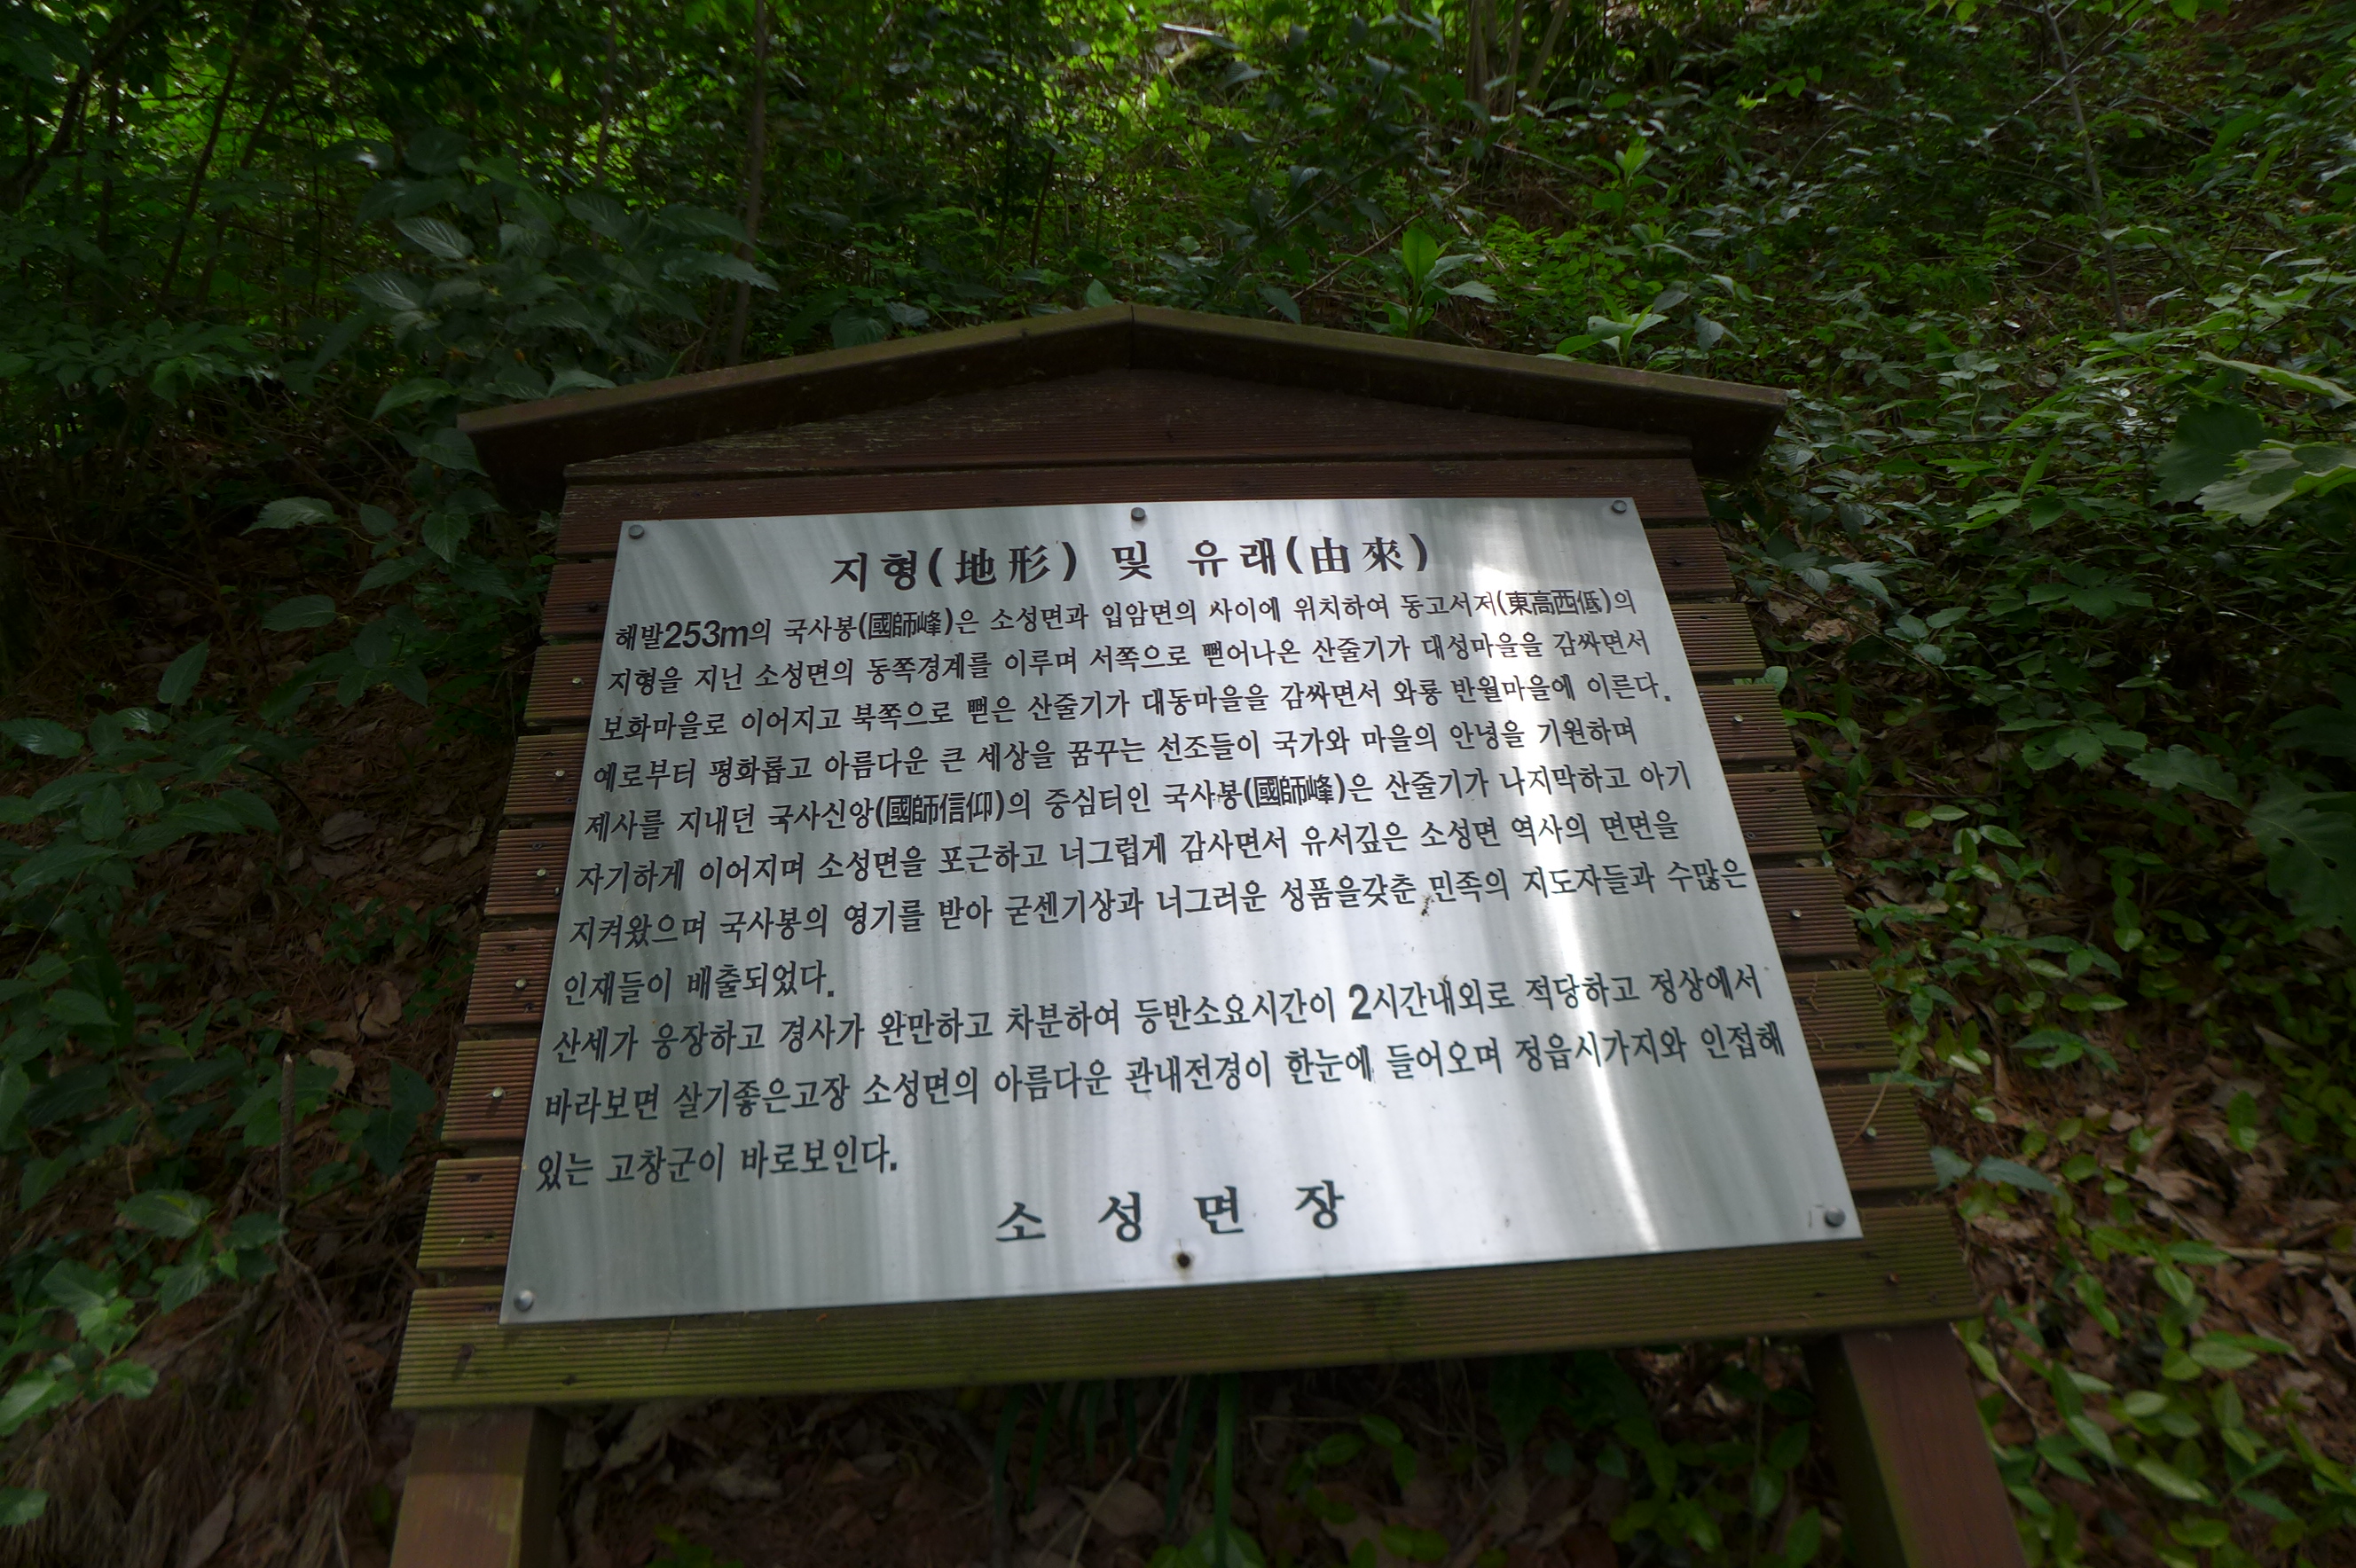 지형(地形) 및 유래(由來)
해발253m의 국사봉(國師峰)은 소성면과 입암면의 사이에 위치하여 동고서저(東高西低)의
지형을 지닌 소성면의 동쪽경계를 이루며 서쪽으로 뻗어나온 산줄기가 대성마을을 감싸면서
보화마을로 이어지고 북쪽으로 뻗은 산줄기가 대동마을을 감싸면서 와룡 반월마을에 이른다.
예로부터 평화롭고 아름다운 큰 세상을 꿈꾸는 선조들이 국가와 마을의 안녕을 기원하며
제사를 지내던 국사신앙(國師信仰)의 중심터인 국사봉(國師峰)은 산줄기가 나지막하고 아기
자기하게 이어지며 소성면을 포근하고 너그럽게 감사면서 유서깊은 소성면 역사의 면면을
지켜왔으며 국사봉의 영기를 받아 굳센기상과 너그러운 성품을갖춘 민족의 지도자들과 수많은
인재들이 배출되었다.
산세가 웅장하고 경사가 완만하고 차분하여 등반소요시간이 2시간내외로 적당하고 정상에서
바라보면 살기좋은고장 소성면의 아름다운 관내전경이 한눈에 들어오며 정읍시가지와 인접해
있는 고창군이 바로보인다.
소 성 면 장